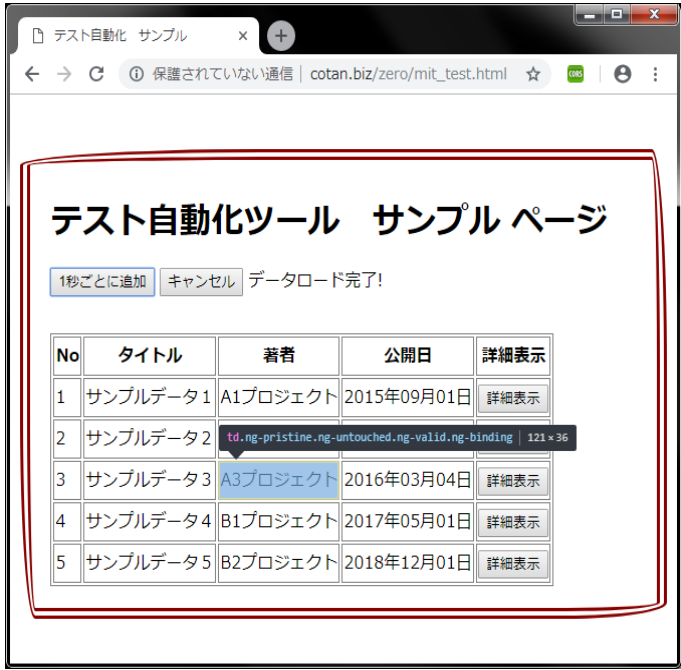 テスト自動化 サンプル
保護されていない通信 | cotan.biz/zero/mit_test.html
CORS
テスト自動化ツール サンプル ページ
1秒ごとに追加 キャンセル データロード完了!
No タイトル 著者 公開日 詳細表示
1 サンプルデータ1 A1プロジェクト 2015年09月01日 詳細表示
2 サンプルデータ2
td.ng-pristine.ng-untouched.ng-valid.ng-binding | 121×36
3 サンプルデータ3 A3プロジェクト 2016年03月04日 詳細表示
4 サンプルデータ4 B1プロジェクト 2017年05月01日 詳細表示
5 サンプルデータ5 B2プロジェクト 2018年12月01日 詳細表示